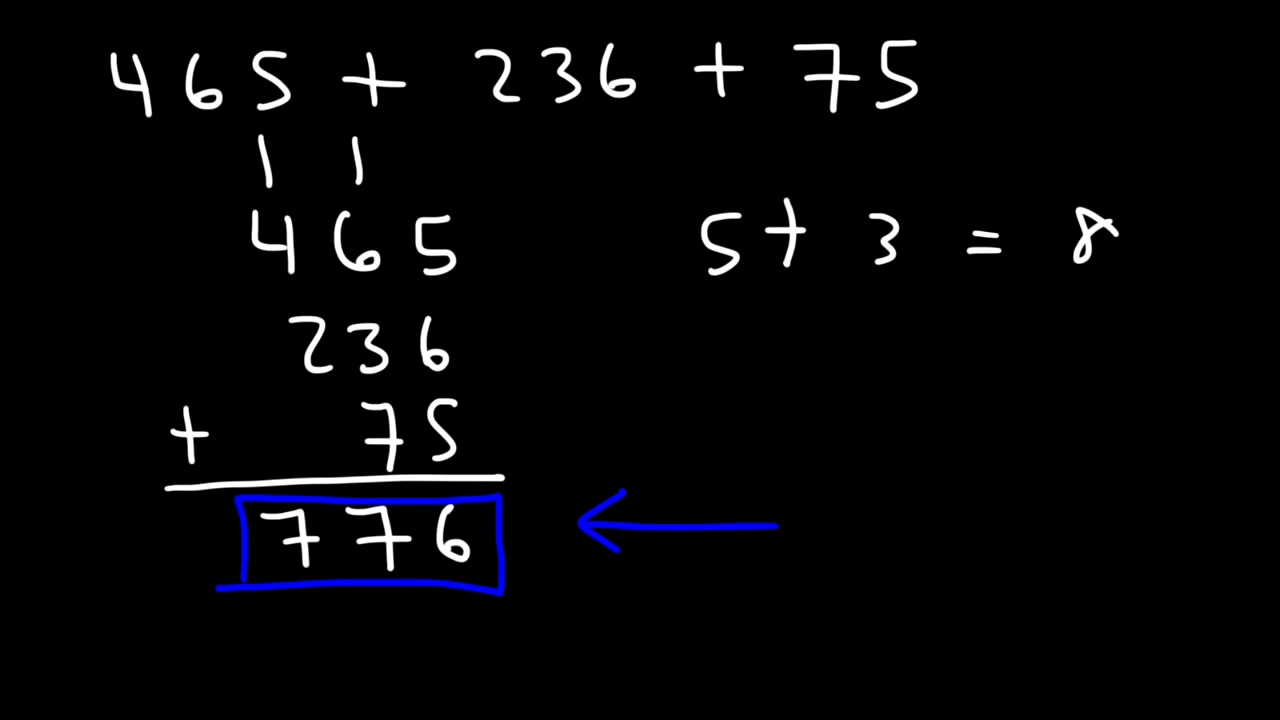 465 + 236 + 75
1 1
465
5 + 3 = 8
236
+ 75
776